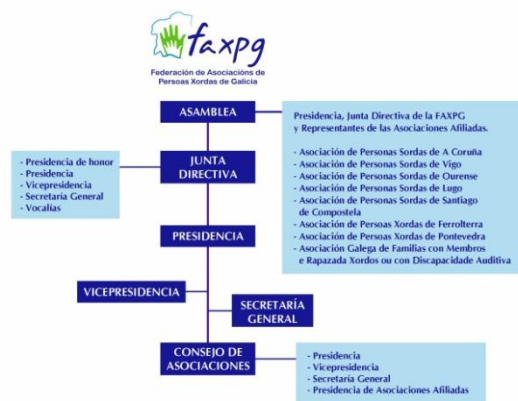 faxpg
Federación de Asociacións de
Persoas Xordas de Galicia
ASAMBLEA
Presidencia, Junta Directiva de la FAXPG
y Representantes de las Asociaciones Afiliadas.
- Asociación de Personas Sordas de A Coruña
- Asociación de Personas Sordas de Vigo
- Asociación de Personas Sordas de Ourense
- Asociación de Personas Sordas de Lugo
- Asociación de Personas Sordas de Santiago
de Compostela
- Asociación de Persoas Xordas de Ferrolterra
- Asociación de Persoas Xordas de Pontevedra
- Asociación Galega de Familias con Membros
e Rapazada Xordos ou con Discapacidade Auditiva
JUNTA
DIRECTIVA
- Presidencia de honor
- Presidencia
- Vicepresidencia
- Secretaría General
- Vocalías
PRESIDENCIA
VICEPRESIDENCIA
SECRETARÍA
GENERAL
CONSEJO DE
ASOCIACIONES
- Presidencia
- Vicepresidencia
- Secretaría General
- Presidencia de Asociaciones Afiliadas